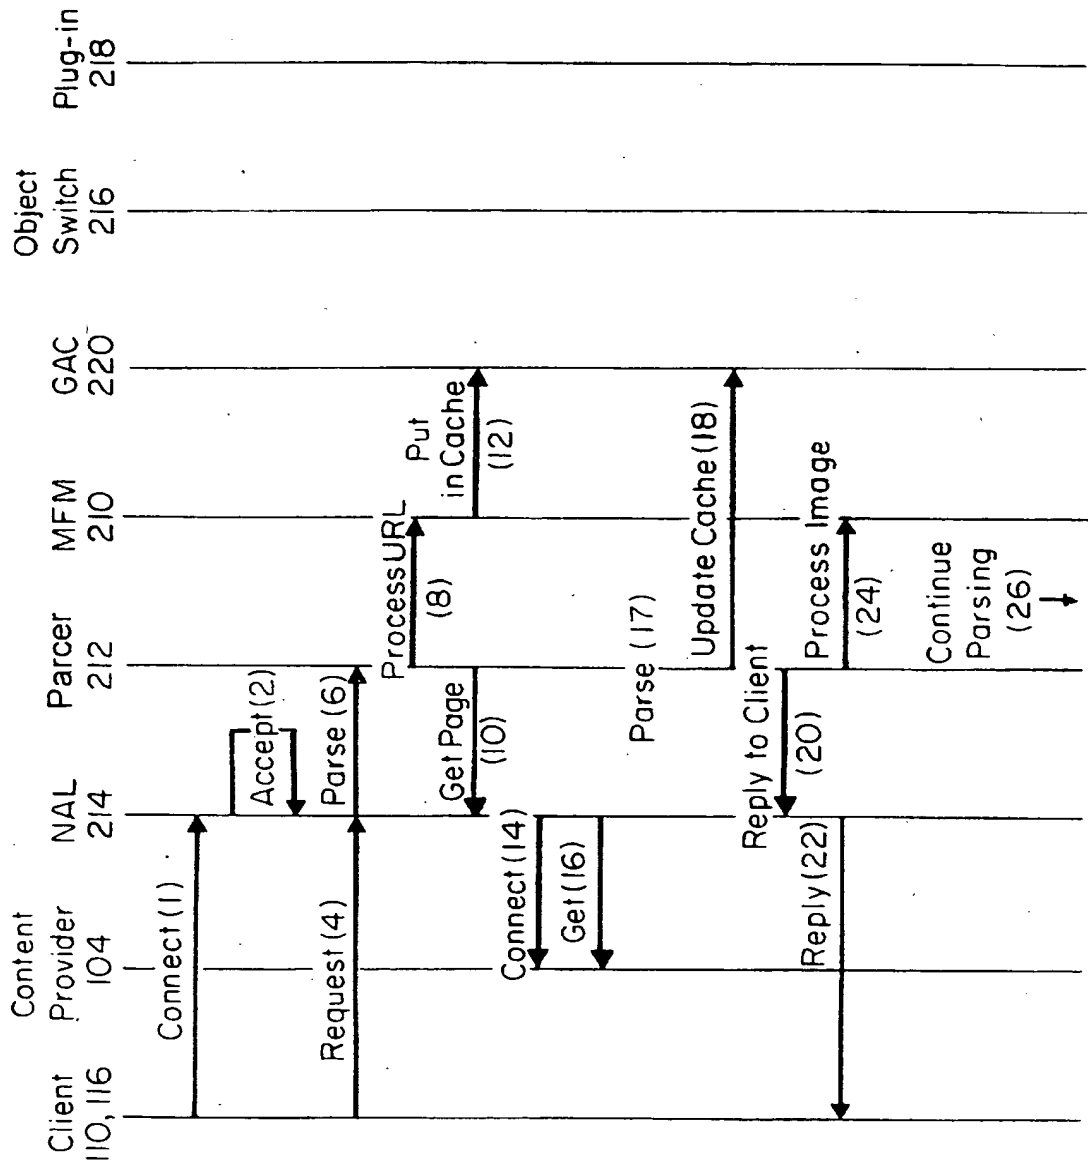 Client
110, 116
Content
Provider
104
NAL
214
Parcer
212
MFM
210
GAC
220
Object
Switch
216
Plug-in
218
Connect (1)
Accept (2)
Request (4)
Parse (6)
Process URL
(8)
Get Page
(10)
Put
in Cache
(12)
Connect (14)
Get (16)
Parse (17)
Update Cache (18)
Reply to Client
(20)
Reply (22)
Process Image
(24)
Continue
Parsing
(26)